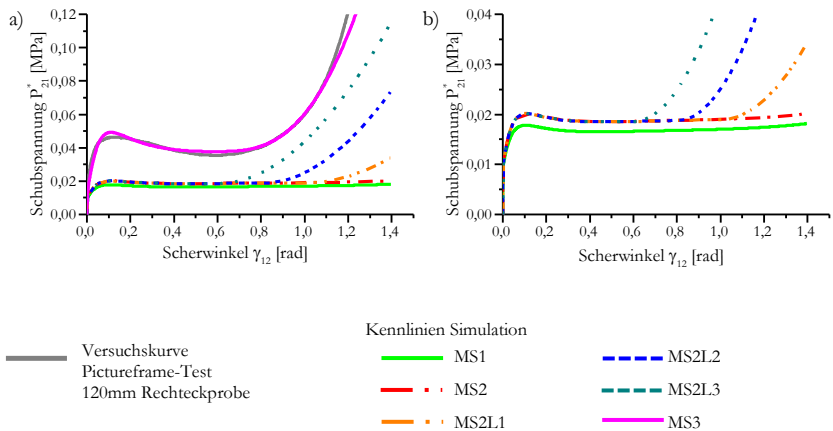 a)
Schubspannung P*21 [MPa]
0,12
0,10
0,08
0,06
0,04
0,02
0,00
0,0 0,2 0,4 0,6 0,8 1,0 1,2 1,4
Scherwinkel γ12 [rad]
b)
Schubspannung P*21 [MPa]
0,04
0,03
0,02
0,01
0,00
0,0 0,2 0,4 0,6 0,8 1,0 1,2 1,4
Scherwinkel γ12 [rad]
Versuchskurve
Pictureframe-Test
120mm Rechteckprobe
Kennlinien Simulation
MS1
MS2
MS2L1
MS2L2
MS2L3
MS3